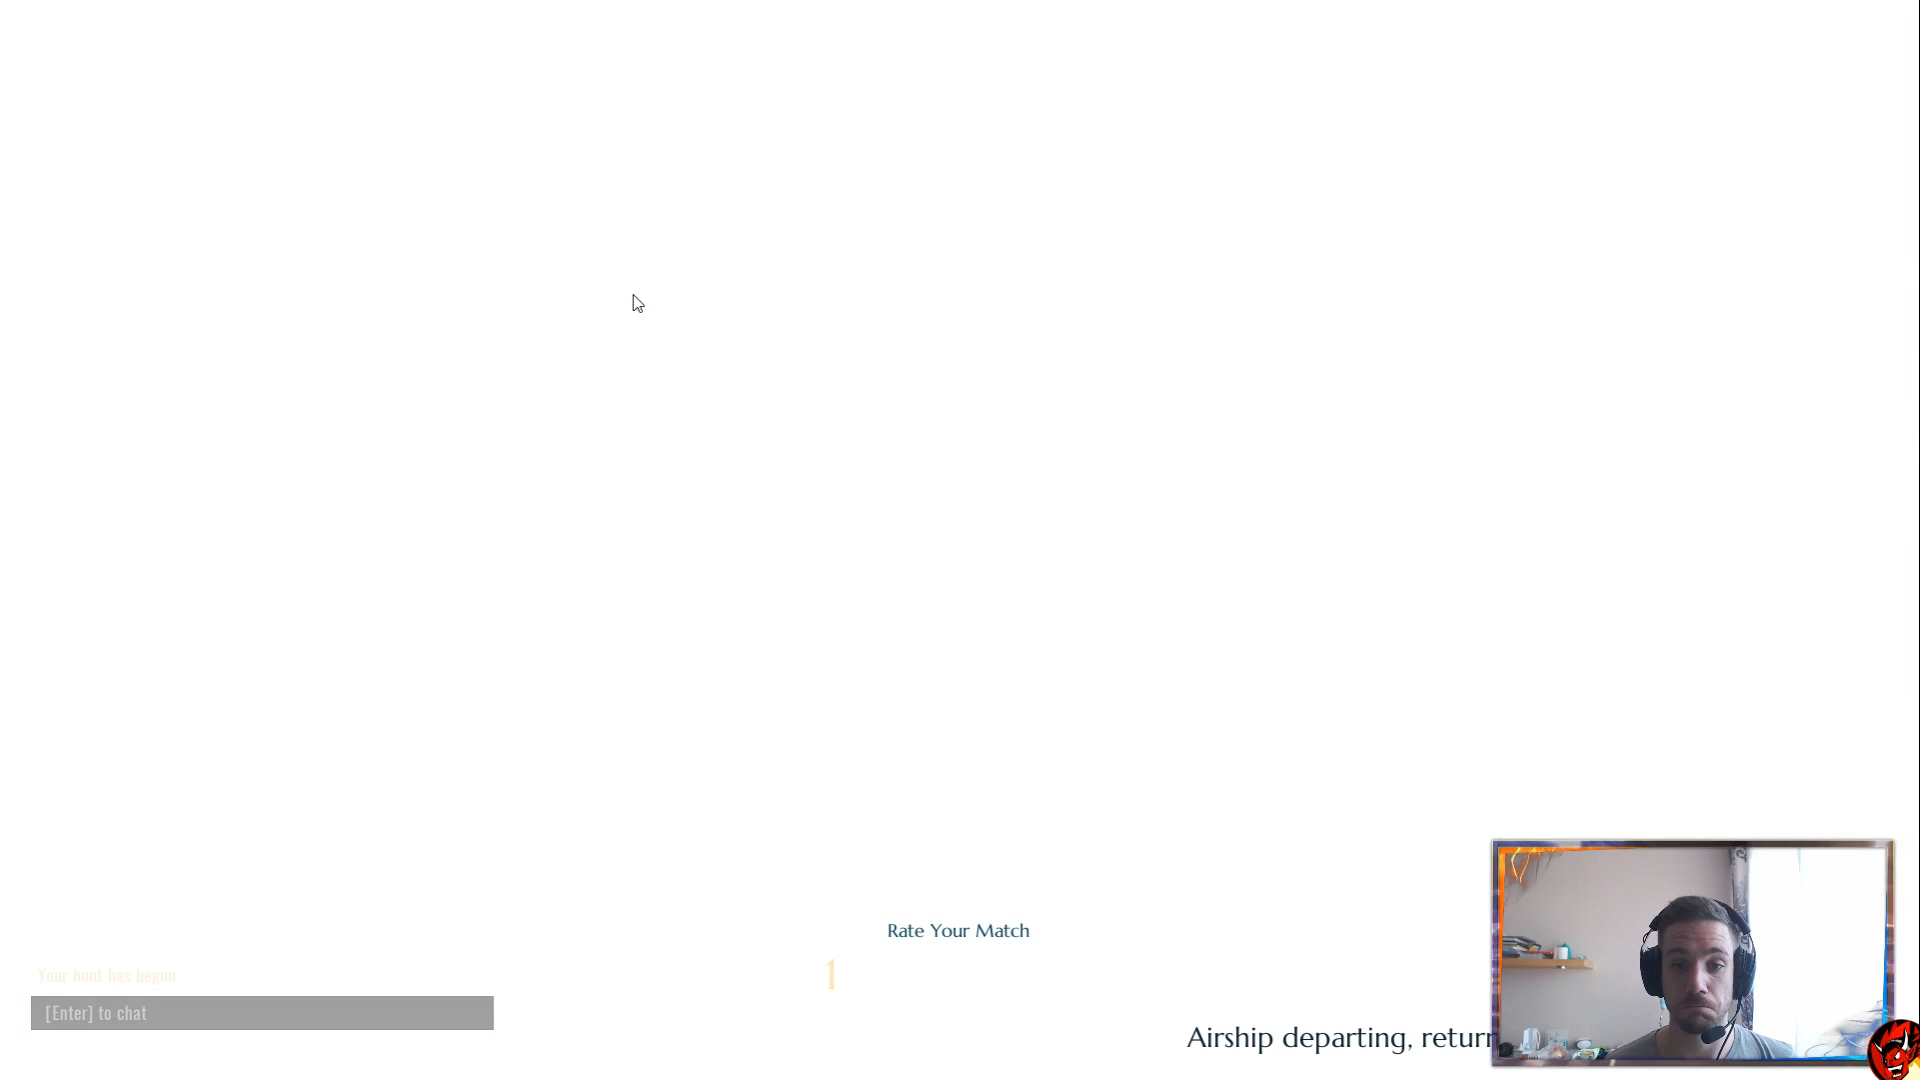 Rate Your Match
Your hunt has begun
1
[Enter] to chat
Airship departing, return